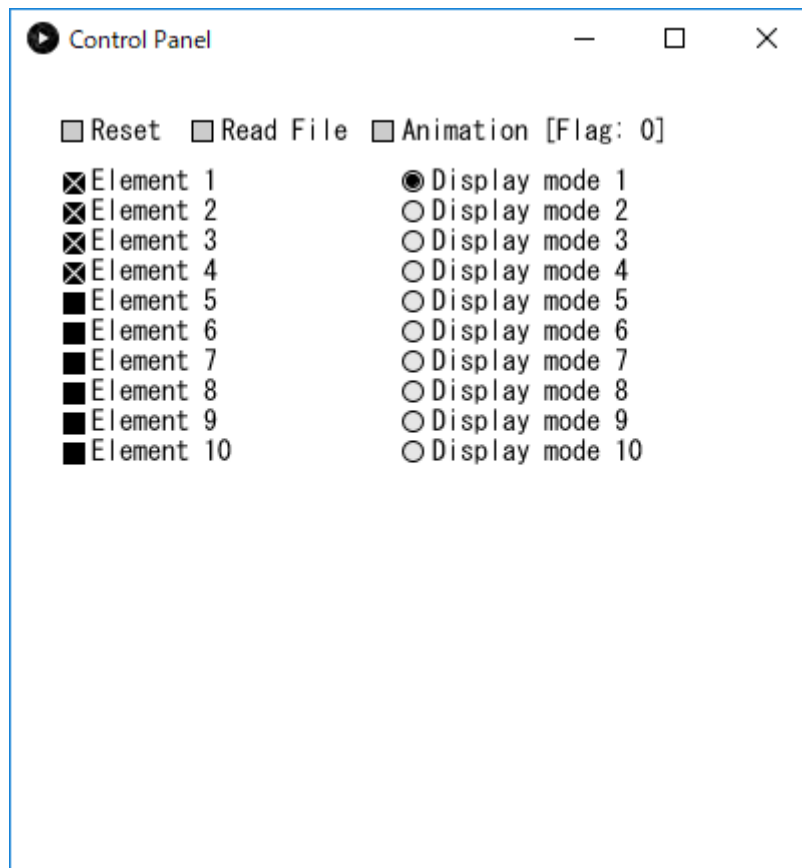 Control Panel
Reset Read File Animation [Flag: 0]
Element 1 Display mode 1
Element 2 Display mode 2
Element 3 Display mode 3
Element 4 Display mode 4
Element 5 Display mode 5
Element 6 Display mode 6
Element 7 Display mode 7
Element 8 Display mode 8
Element 9 Display mode 9
Element 10 Display mode 10